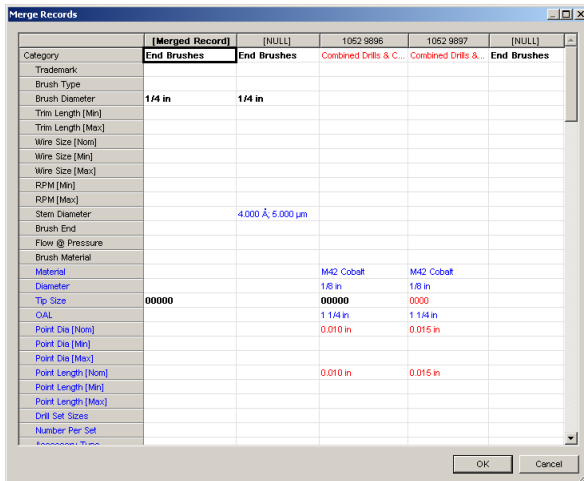 Merge Records
[Merged Record] [NULL] 1052 9896 1052 9897 [NULL]
Category End Brushes End Brushes Combined Drills & C... Combined Drills &... End Brushes
Trademark
Brush Type
Brush Diameter 1/4 in 1/4 in
Trim Length [Min]
Trim Length [Max]
Wire Size [Nom]
Wire Size [Min]
Wire Size [Max]
RPM [Min]
RPM [Max]
Stem Diameter 4.000 Å; 5.000 µm
Brush End
Flow @ Pressure
Brush Material
Material M42 Cobalt M42 Cobalt
Diameter 1/8 in 1/8 in
Tip Size 00000 00000 0000
OAL 1 1/4 in 1 1/4 in
Point Dia [Nom] 0.010 in 0.015 in
Point Dia [Min]
Point Dia [Max]
Point Length [Nom] 0.010 in 0.015 in
Point Length [Min]
Point Length [Max]
Drill Set Sizes
Number Per Set
Accessory Type
OK Cancel